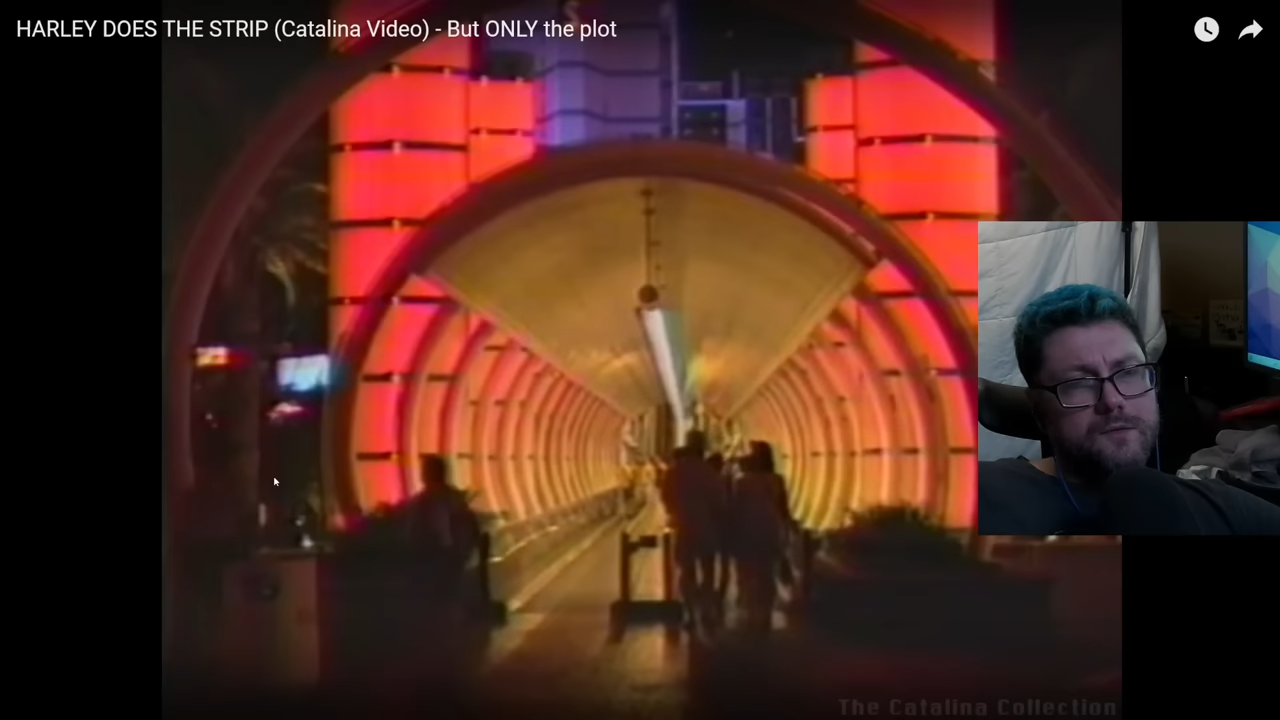 HARLEY DOES THE STRIP (Catalina Video) - But ONLY the plot
The Catalina Collection